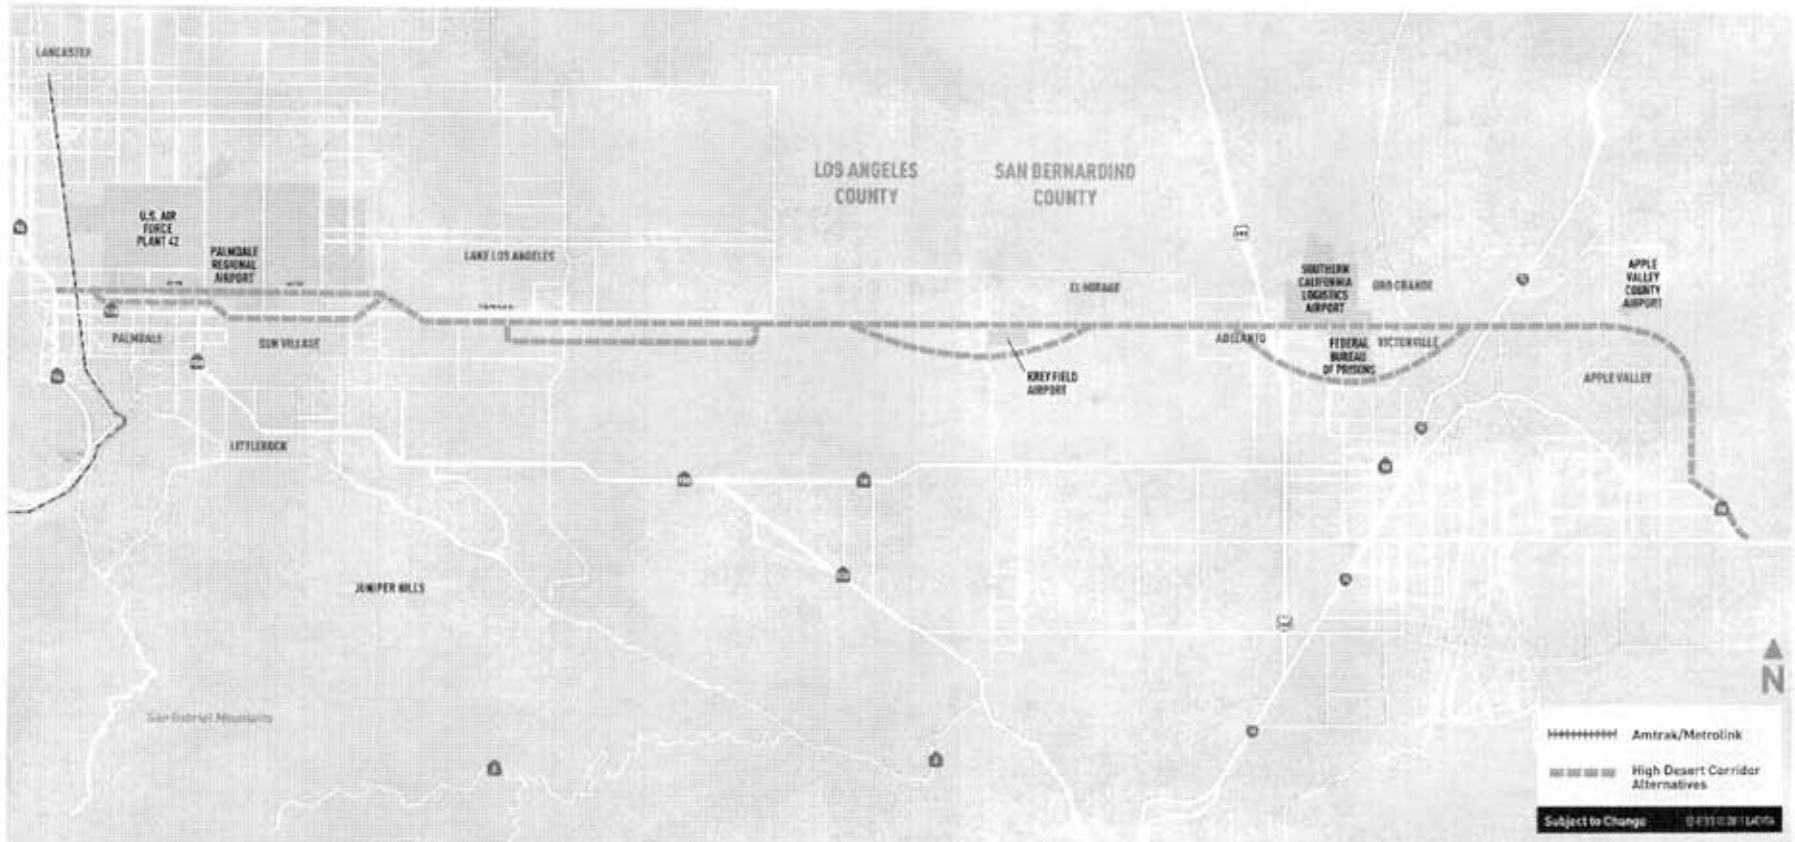 LANCASTER
LOS ANGELES
COUNTY
SAN BERNARDINO
COUNTY
U.S. AIR
FORCE
PLANT 42
PALMDALE
REGIONAL
AIRPORT
LAKE LOS ANGELES
EL MIRAGE
SOUTHERN
CALIFORNIA
LOGISTICS
AIRPORT
ORO GRANDE
APPLE
VALLEY
COUNTY
AIRPORT
PALMDALE
SUN VILLAGE
ADELANTO
FEDERAL
BUREAU
OF PRISONS
VICTORVILLE
KREY FIELD
AIRPORT
APPLE VALLEY
LITTLEROCK
JUNIPER HILLS
San Gabriel Mountains
N
Amtrak/Metrolink
High Desert Corridor
Alternatives
Subject to Change